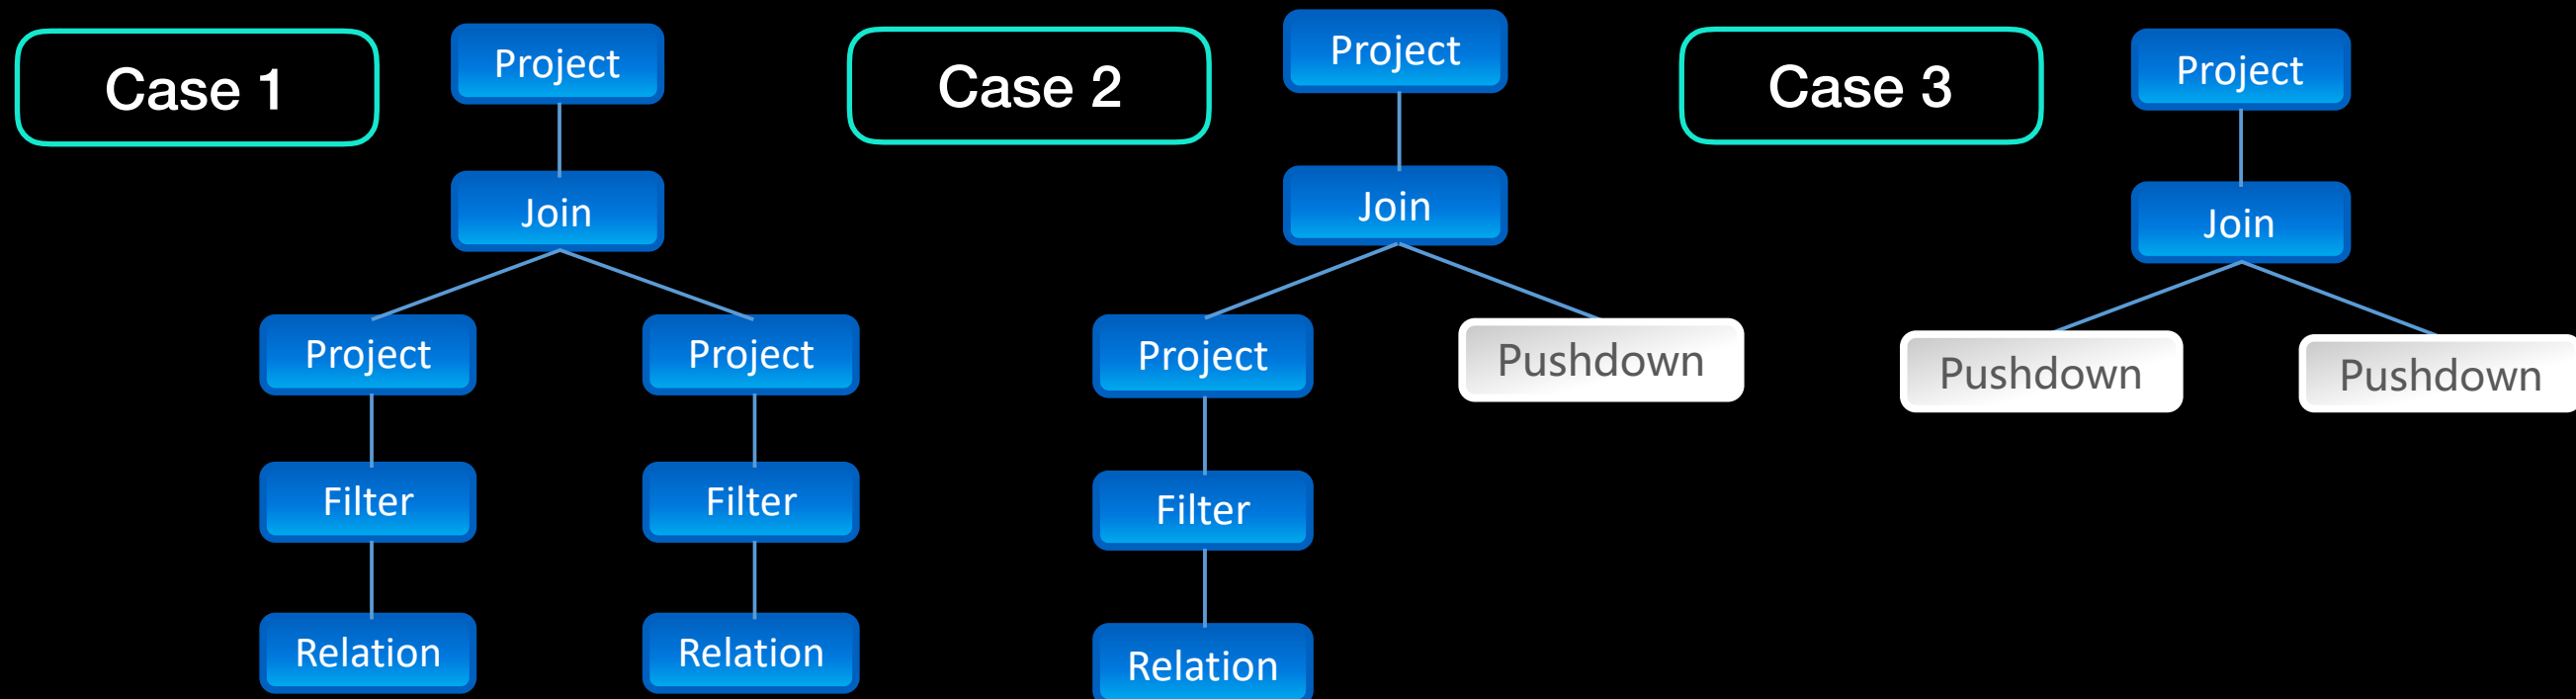 Case 1
Project
Join
Project
Project
Filter
Filter
Relation
Relation
Case 2
Project
Join
Project
Pushdown
Filter
Relation
Case 3
Project
Join
Pushdown
Pushdown